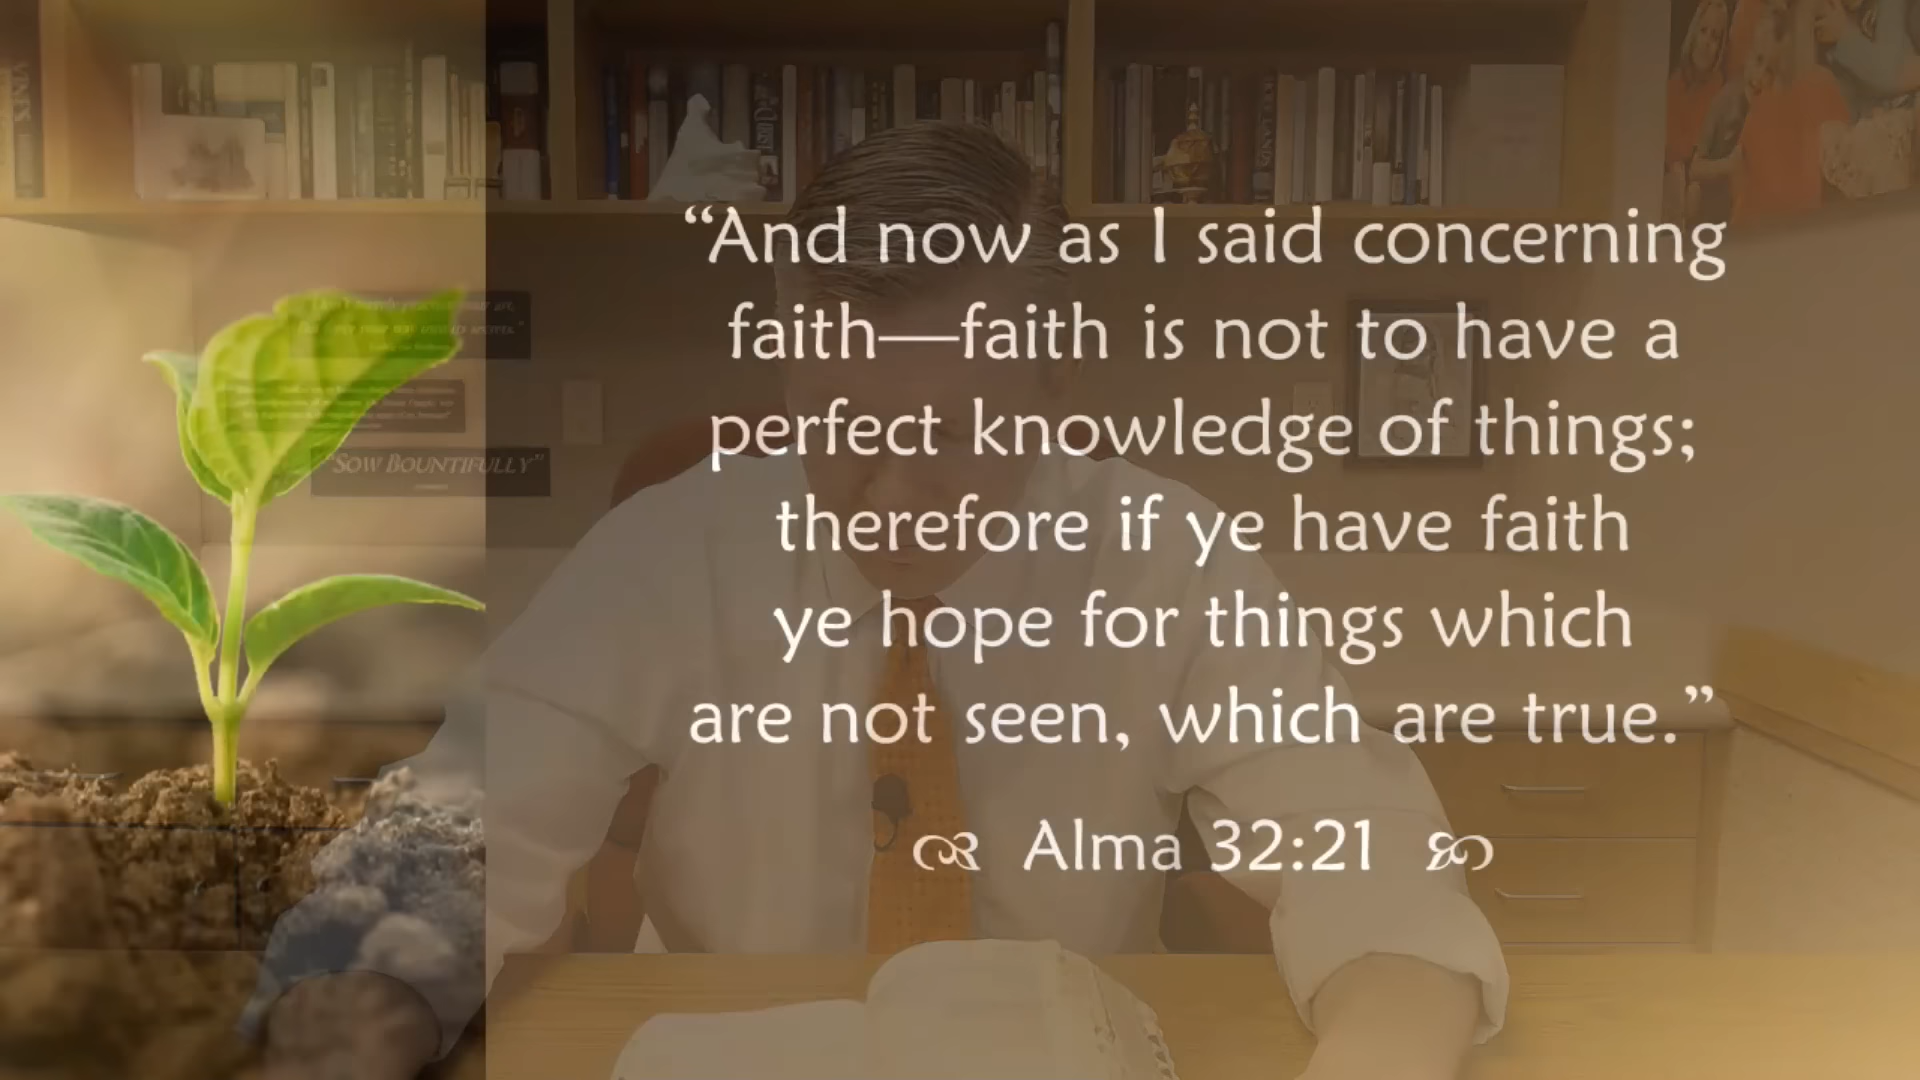 “And now as I said concerning
faith—faith is not to have a
perfect knowledge of things;
therefore if ye have faith
ye hope for things which
are not seen, which are true.”
Alma 32:21
“SOW BOUNTIFULLY”